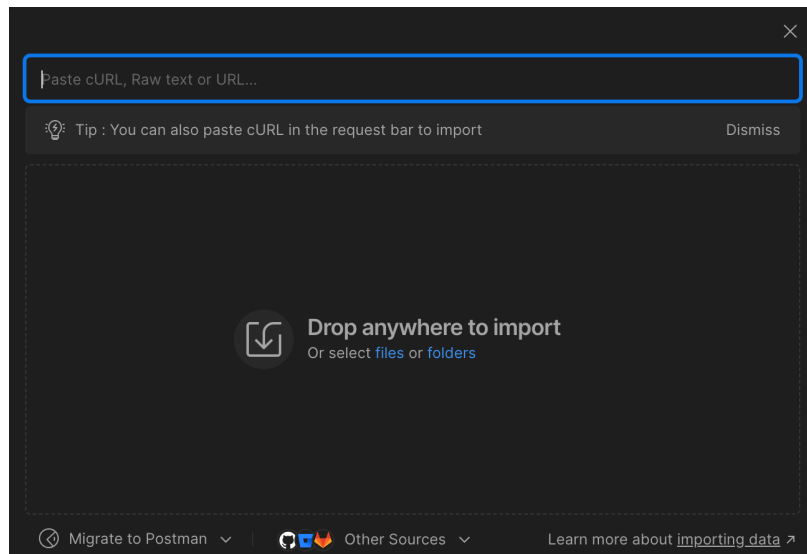 Paste cURL, Raw text or URL...
Tip : You can also paste cURL in the request bar to import Dismiss
Drop anywhere to import
Or select files or folders
Migrate to Postman Other Sources Learn more about importing data ↗